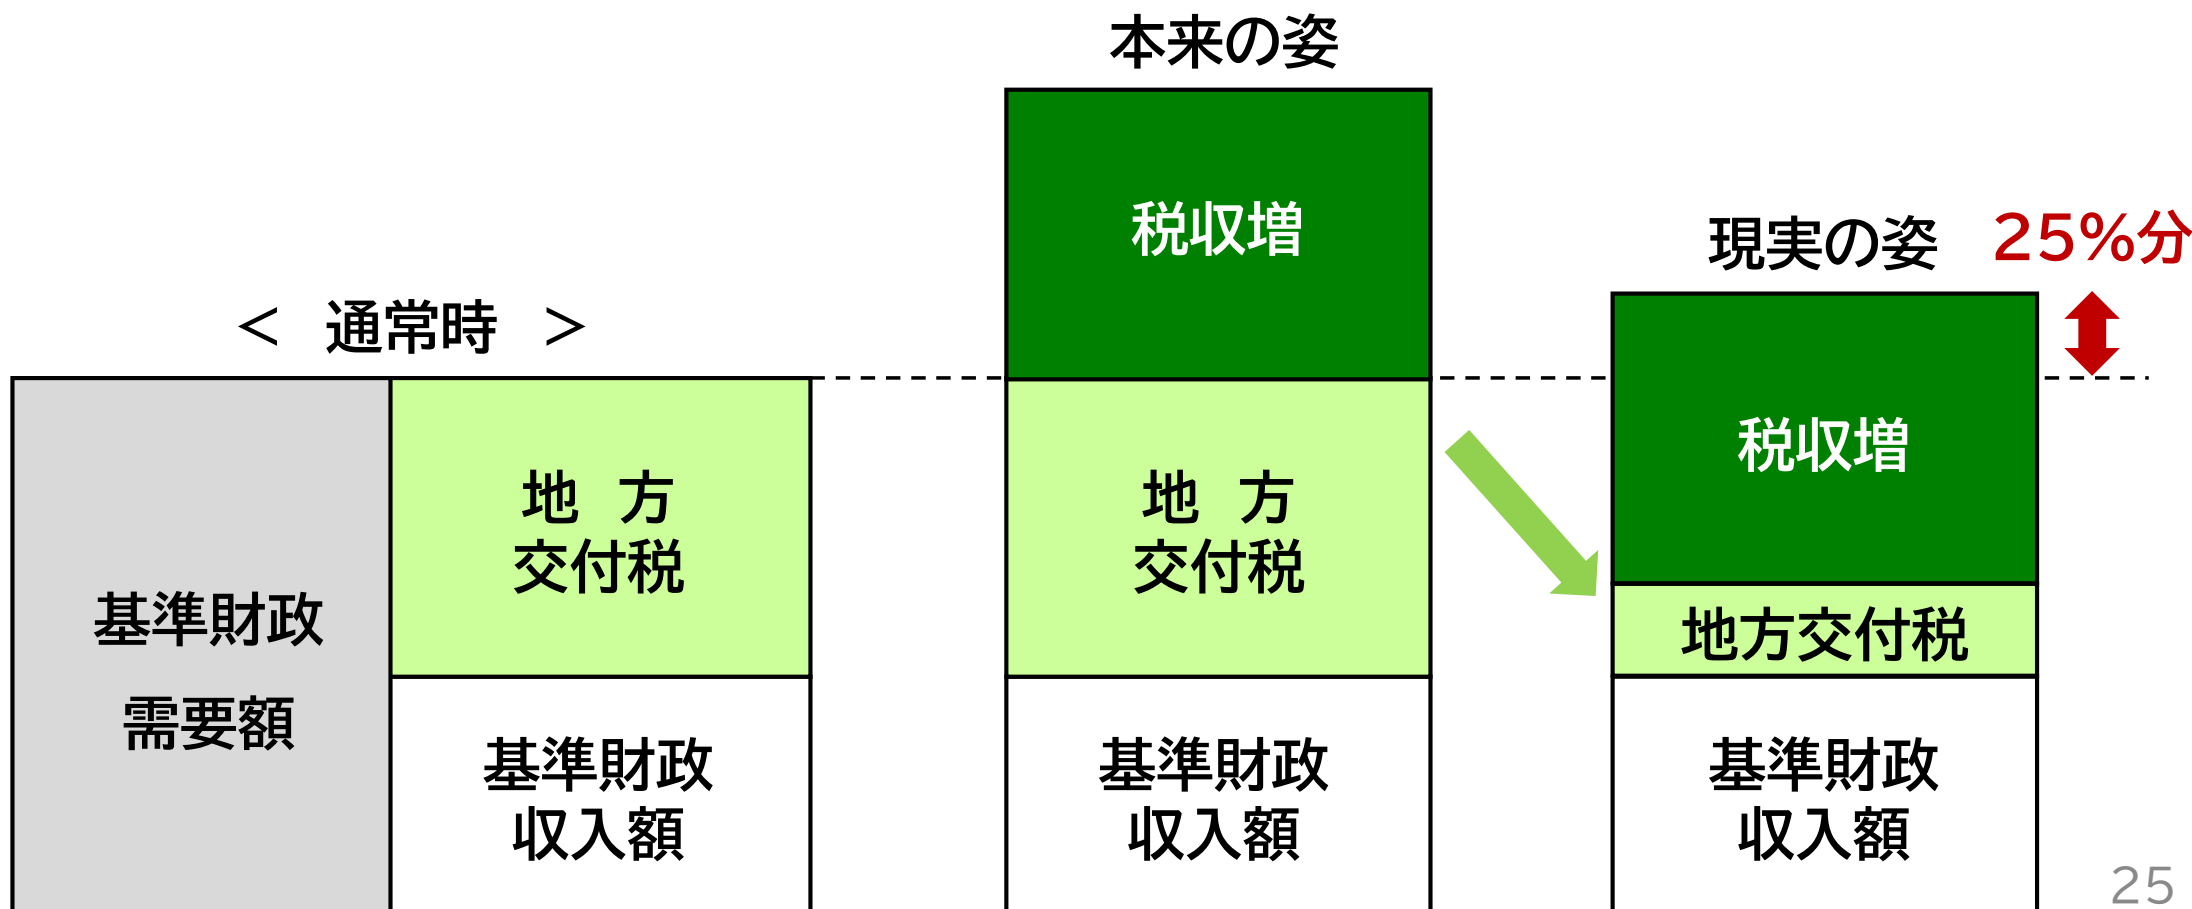 ＜ 通常時 ＞
基準財政
需要額
地 方
交付税
基準財政
収入額
本来の姿
税収増
地 方
交付税
基準財政
収入額
現実の姿
25%分
税収増
地方交付税
基準財政
収入額
25